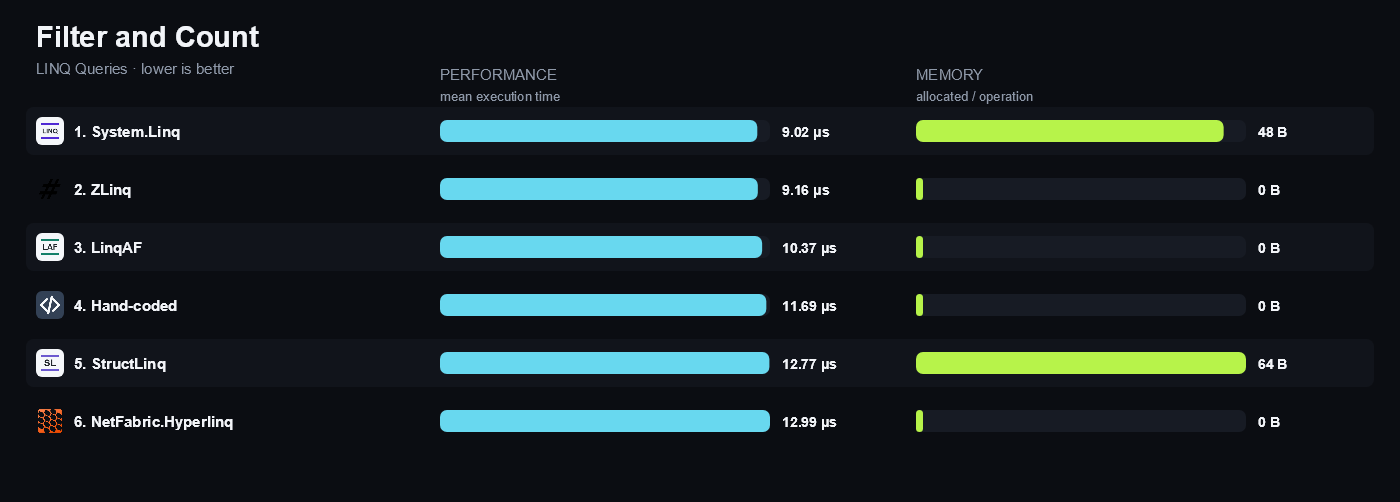 Filter and Count
LINQ Queries · lower is better
PERFORMANCE
mean execution time
MEMORY
allocated / operation
LINQ 1. System.Linq 9.02 µs 48 B
# 2. ZLinq 9.16 µs 0 B
LAF 3. LinqAF 10.37 µs 0 B
</> 4. Hand-coded 11.69 µs 0 B
SL 5. StructLinq 12.77 µs 64 B
6. NetFabric.Hyperlinq 12.99 µs 0 B